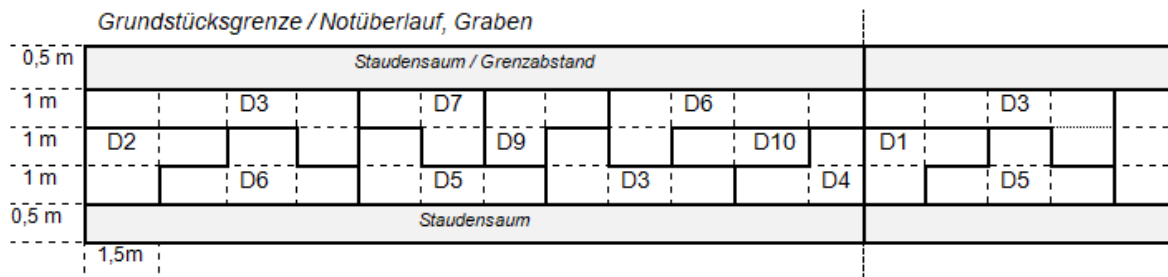 Grundstücksgrenze / Notüberlauf, Graben
0,5 m Staudensaum / Grenzabstand
1 m D3 D7 D6 D3
1 m D2 D9 D10 D1
1 m D6 D5 D3 D4 D5
0,5 m Staudensaum
1,5m